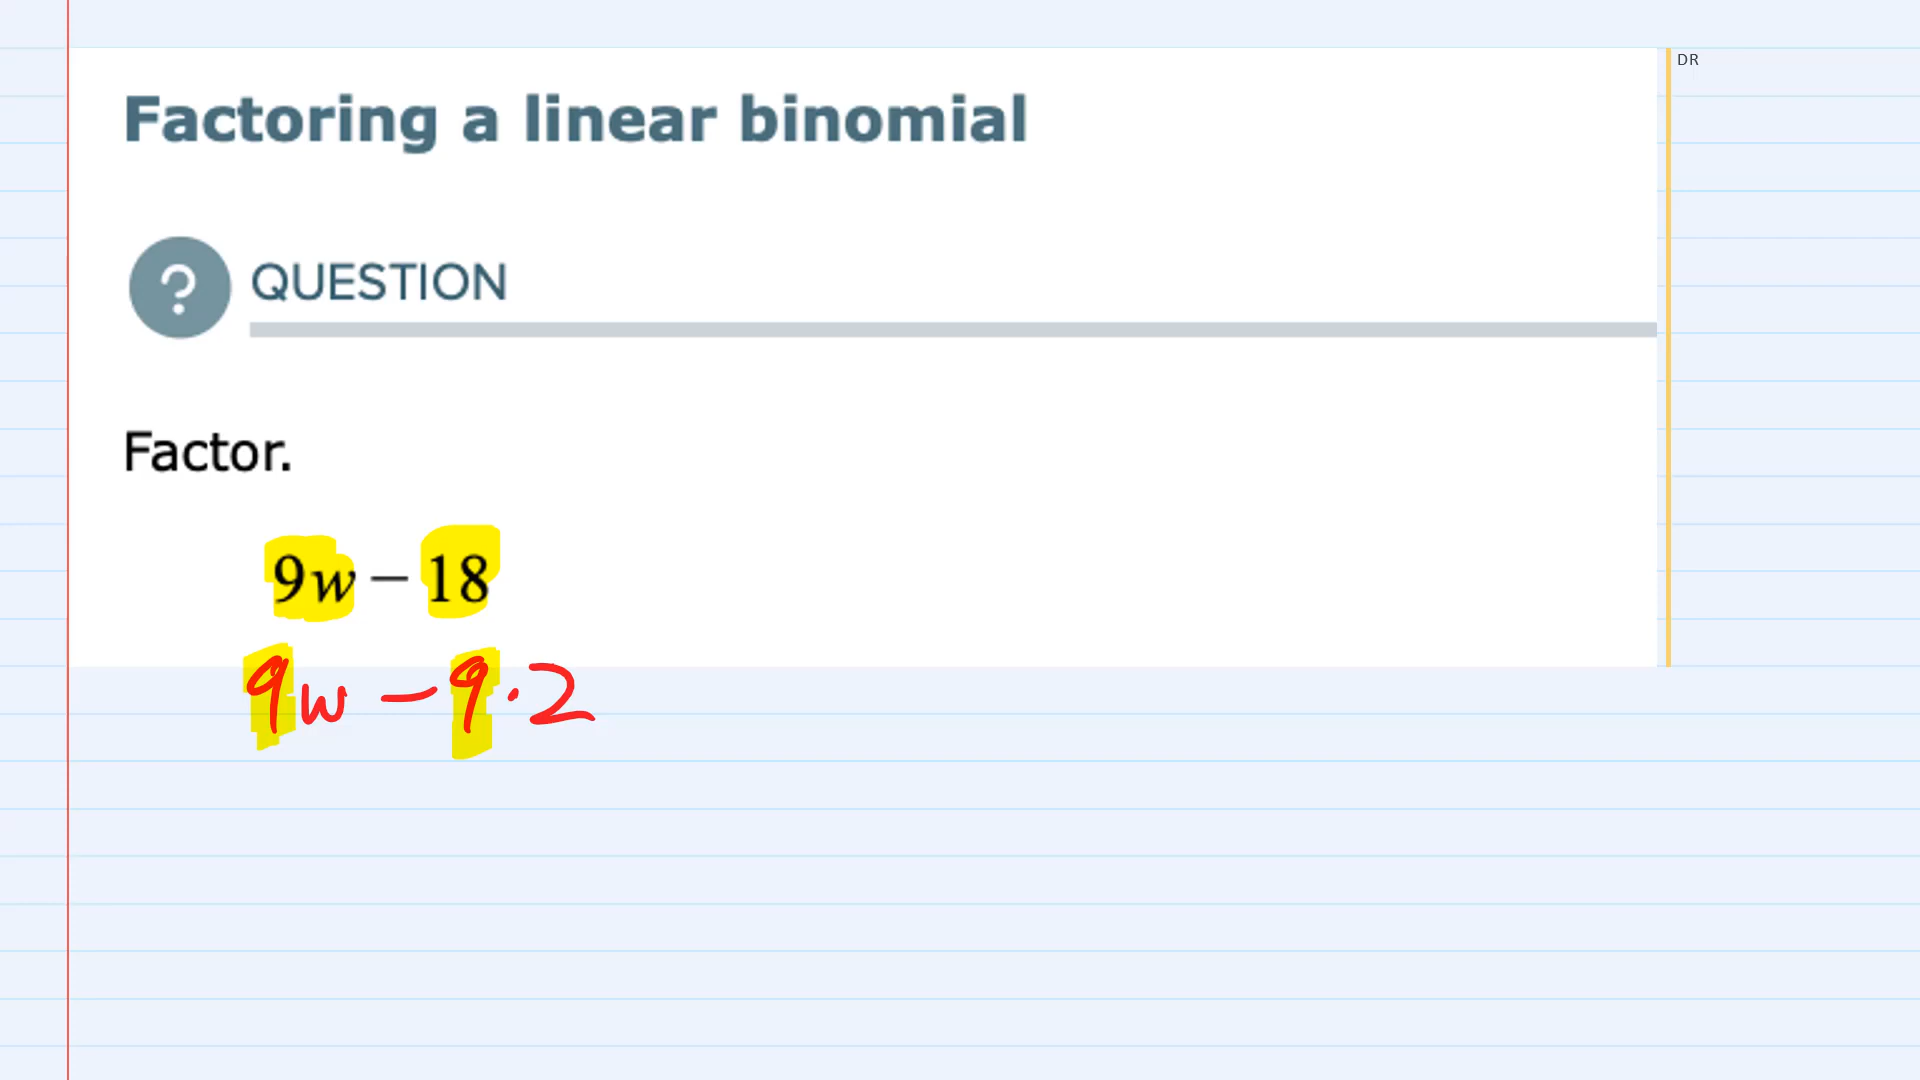 Factoring a linear binomial
DR
? QUESTION
Factor.
9w − 18
9w − 9·2